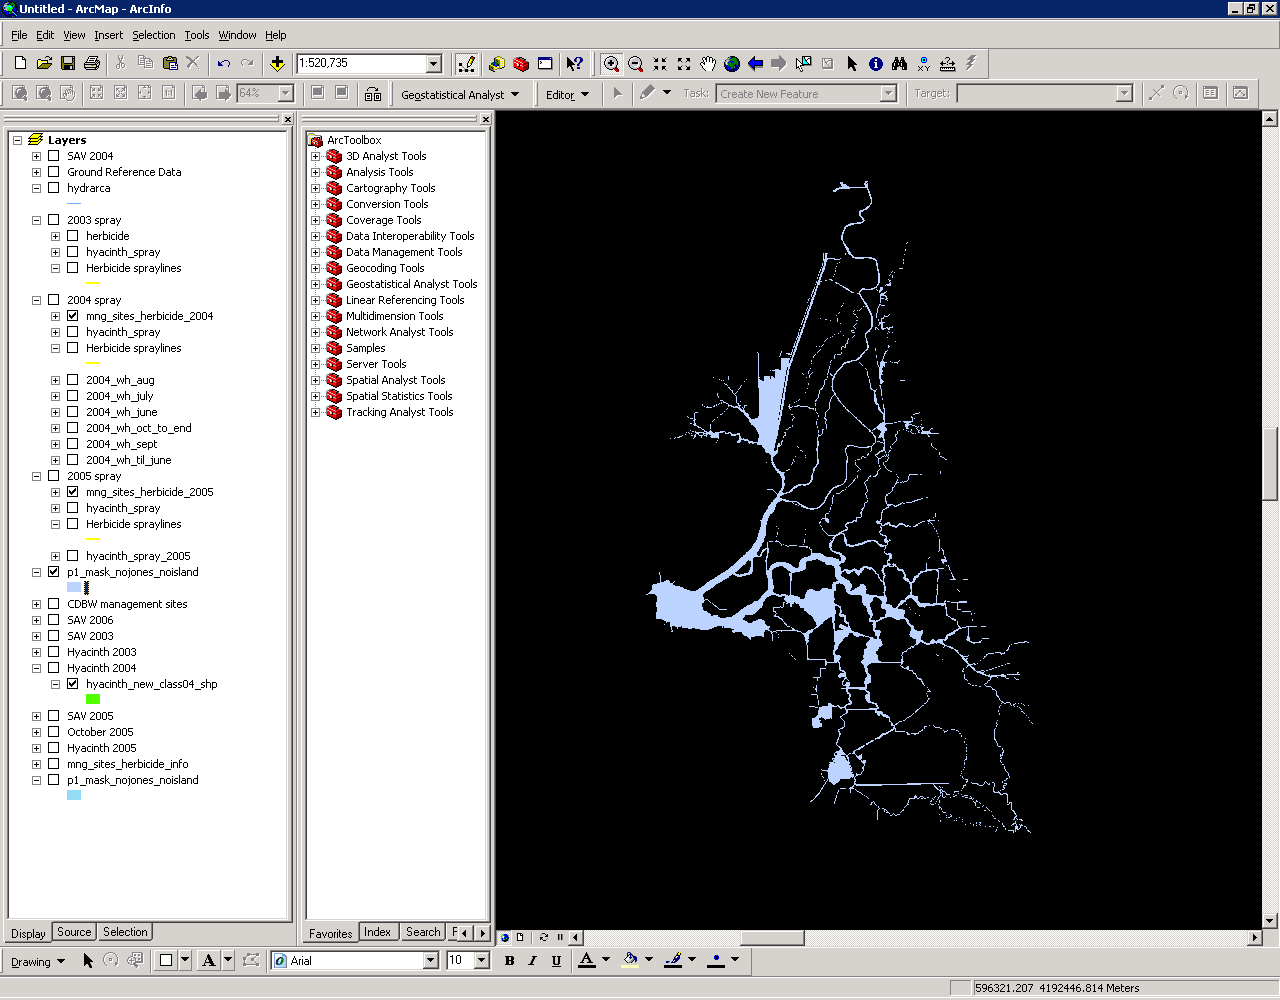 Untitled - ArcMap - ArcInfo
File Edit View Insert Selection Tools Window Help
1:520,735
64% Geostatistical Analyst Editor Task: Create New Feature Target:
Layers
SAV 2004
Ground Reference Data
hydrarca
2003 spray
herbicide
hyacinth_spray
Herbicide spraylines
2004 spray
mng_sites_herbicide_2004
hyacinth_spray
Herbicide spraylines
2004_wh_aug
2004_wh_july
2004_wh_june
2004_wh_oct_to_end
2004_wh_sept
2004_wh_til_june
2005 spray
mng_sites_herbicide_2005
hyacinth_spray
Herbicide spraylines
hyacinth_spray_2005
p1_mask_nojones_noisland
CDBW management sites
SAV 2006
SAV 2003
Hyacinth 2003
Hyacinth 2004
hyacinth_new_class04_shp
SAV 2005
October 2005
Hyacinth 2005
mng_sites_herbicide_info
p1_mask_nojones_noisland
Display Source Selection
ArcToolbox
3D Analyst Tools
Analysis Tools
Cartography Tools
Conversion Tools
Coverage Tools
Data Interoperability Tools
Data Management Tools
Geocoding Tools
Geostatistical Analyst Tools
Linear Referencing Tools
Multidimension Tools
Network Analyst Tools
Samples
Server Tools
Spatial Analyst Tools
Spatial Statistics Tools
Tracking Analyst Tools
Favorites Index Search
Drawing A Arial 10 B I U A
596321.207 4192446.814 Meters